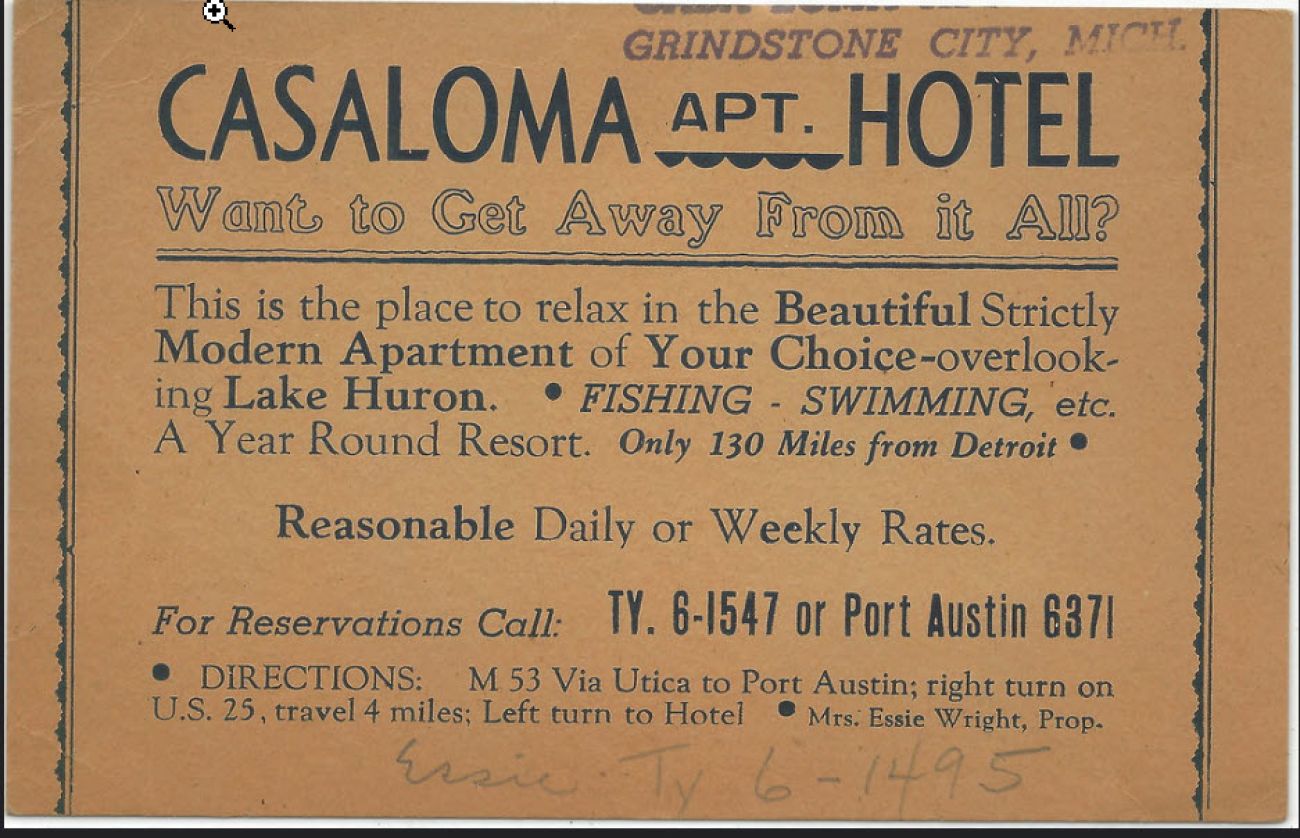 GRINDSTONE CITY, MICH.
CASALOMA APT. HOTEL
Want to Get Away From it All?
This is the place to relax in the Beautiful Strictly
Modern Apartment of Your Choice-overlook-
ing Lake Huron. • FISHING - SWIMMING, etc.
A Year Round Resort. Only 130 Miles from Detroit •
Reasonable Daily or Weekly Rates.
For Reservations Call: TY. 6-1547 or Port Austin 6371
• DIRECTIONS: M 53 Via Utica to Port Austin; right turn on
U.S. 25, travel 4 miles; Left turn to Hotel • Mrs. Essie Wright, Prop.
Essie. Ty 6-1495